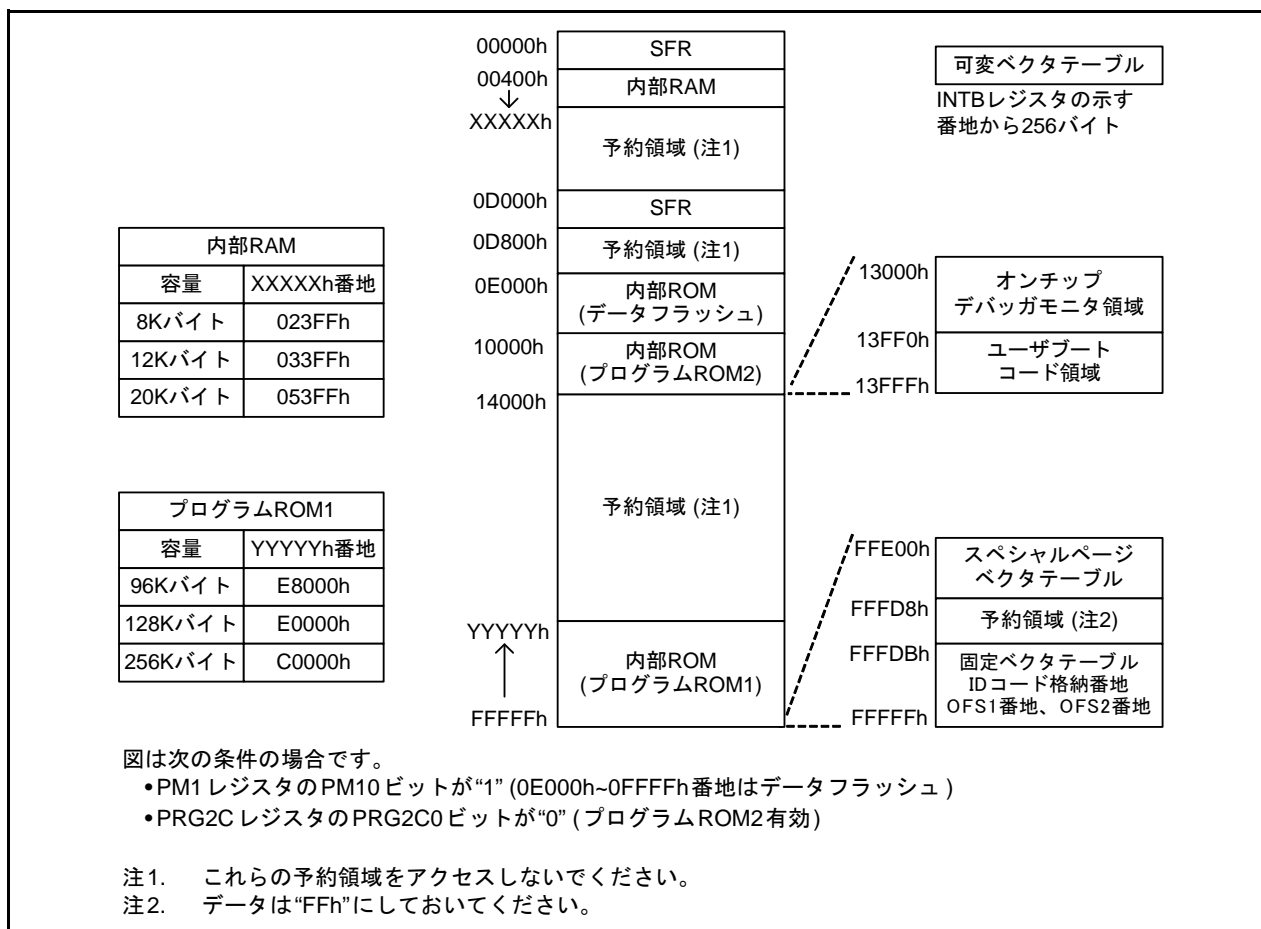 00000h
SFR
00400h
内部RAM
XXXXXh
予約領域 (注1)
0D000h
SFR
0D800h
予約領域 (注1)
0E000h
内部ROM
(データフラッシュ)
10000h
内部ROM
(プログラムROM2)
14000h
予約領域 (注1)
YYYYYh
内部ROM
(プログラムROM1)
FFFFFh
可変ベクタテーブル
INTBレジスタの示す
番地から256バイト
内部RAM
容量 XXXXXh番地
8Kバイト 023FFh
12Kバイト 033FFh
20Kバイト 053FFh
プログラムROM1
容量 YYYYYh番地
96Kバイト E8000h
128Kバイト E0000h
256Kバイト C0000h
13000h
オンチップ
デバッガモニタ領域
13FF0h
ユーザブート
コード領域
13FFFh
FFE00h
スペシャルページ
ベクタテーブル
FFFD8h
予約領域 (注2)
FFFDBh
固定ベクタテーブル
IDコード格納番地
OFS1番地、OFS2番地
FFFFFh
図は次の条件の場合です。
•PM1レジスタのPM10ビットが“1” (0E000h~0FFFFh番地はデータフラッシュ)
•PRG2CレジスタのPRG2C0ビットが“0” (プログラムROM2有効)
注1. これらの予約領域をアクセスしないでください。
注2. データは“FFh”にしておいてください。